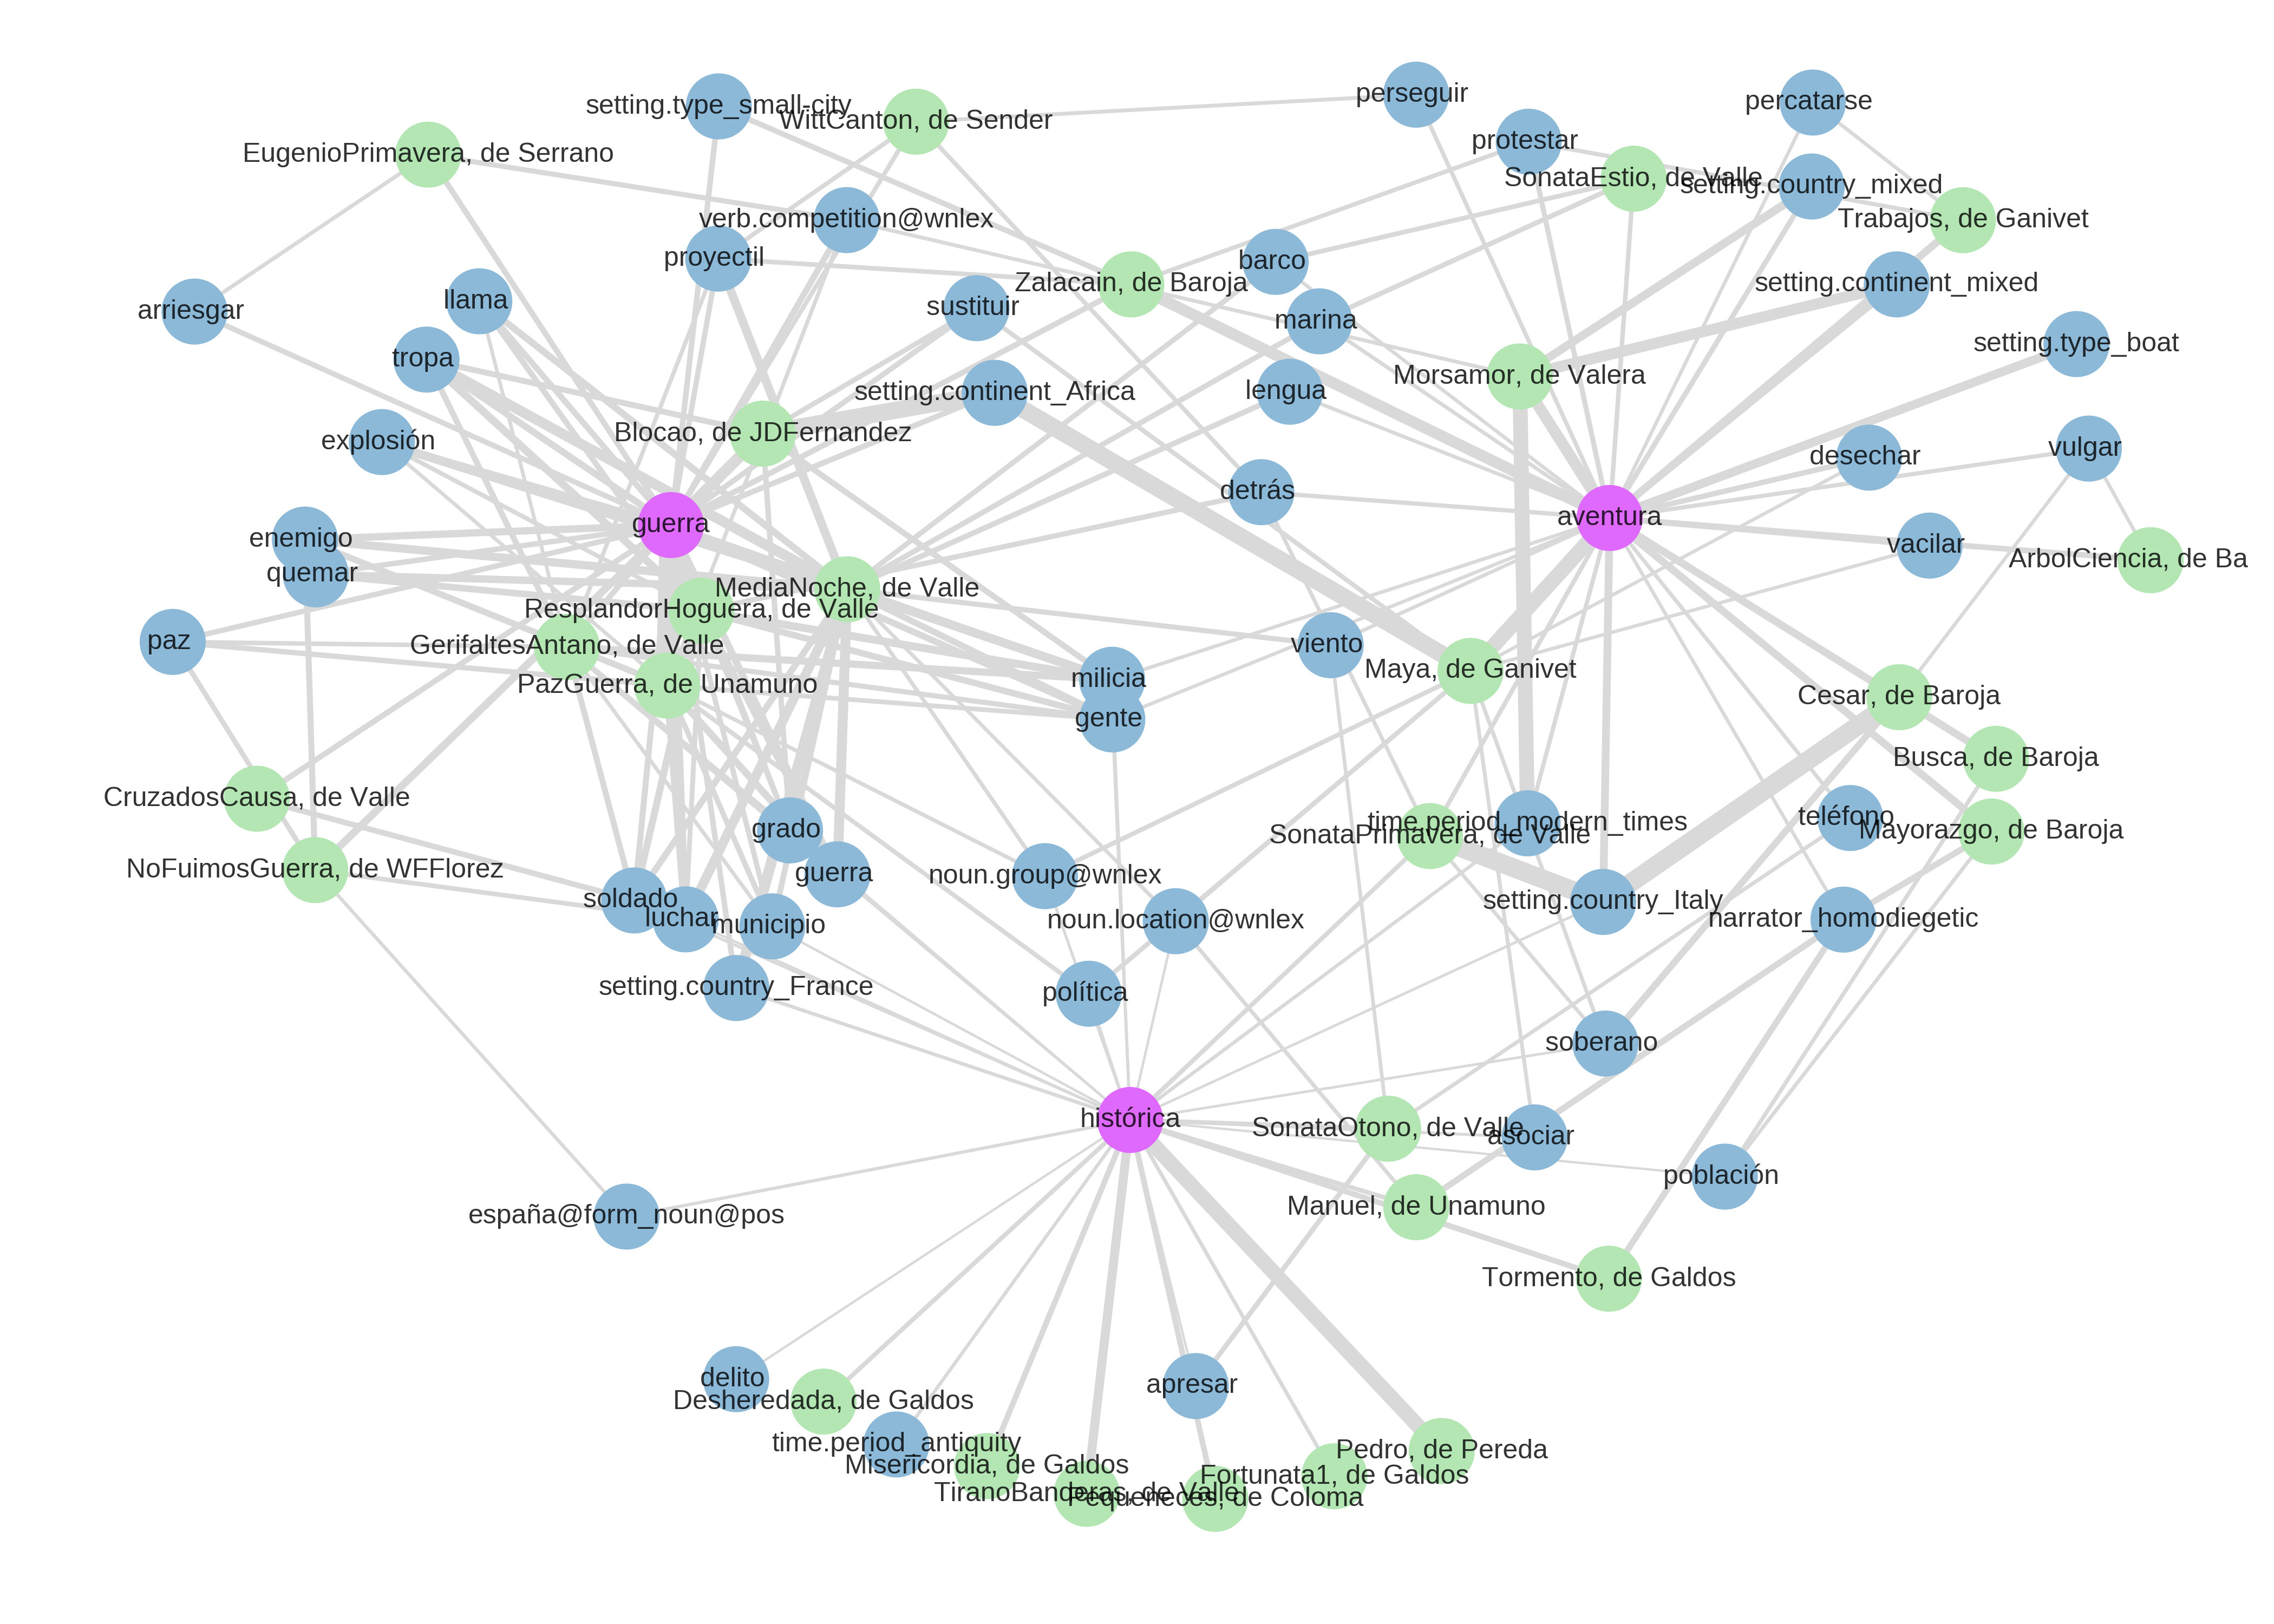 perseguir
percatarse
setting.type_small-city
WittCanton, de Sender
protestar
EugenioPrimavera, de Serrano
SonataEstio, de Valle
setting.country_mixed
verb.competition@wnlex
Trabajos, de Ganivet
proyectil
barco
Zalacain, de Baroja
setting.continent_mixed
llama
arriesgar
sustituir
marina
setting.type_boat
tropa
Morsamor, de Valera
setting.continent_Africa
lengua
Blocao, de JDFernandez
explosión
vulgar
desechar
detrás
aventura
guerra
enemigo
vacilar
ArbolCiencia, de Ba
quemar
MediaNoche, de Valle
ResplandorHoguera, de Valle
paz
GerifaltesAntano, de Valle
viento
Maya, de Ganivet
milicia
PazGuerra, de Unamuno
Cesar, de Baroja
gente
Busca, de Baroja
CruzadosCausa, de Valle
teléfono
time.period_modern_times
grado
Mayorazgo, de Baroja
SonataPrimavera, de Valle
NoFuimosGuerra, de WFFlorez
guerra
noun.group@wnlex
soldado
setting.country_Italy
luchar
narrator_homodiegetic
noun.location@wnlex
municipio
setting.country_France
política
soberano
histórica
SonataOtono, de Valle
asociar
población
Manuel, de Unamuno
españa@form_noun@pos
Tormento, de Galdos
delito
apresar
Desheredada, de Galdos
time.period_antiquity
Pedro, de Pereda
Misericordia, de Galdos
Fortunata1, de Galdos
TiranoBanderas, de Valle
Pequeneces, de Coloma